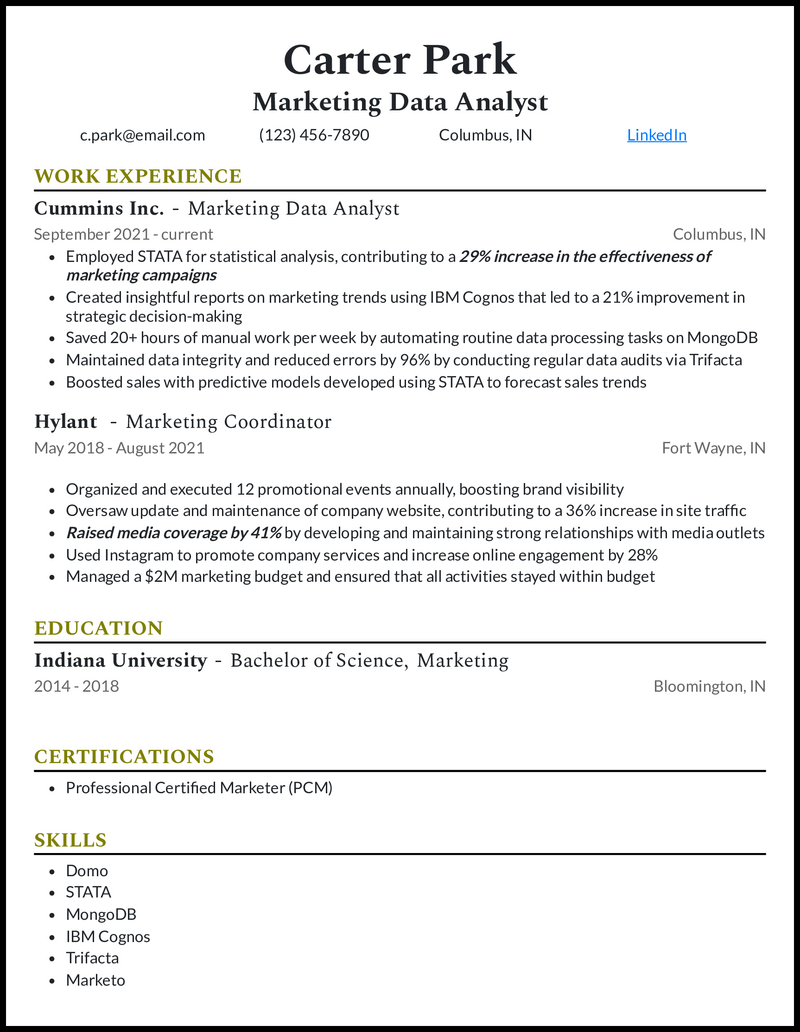 Carter Park
Marketing Data Analyst
c.park@email.com (123) 456-7890 Columbus, IN LinkedIn
WORK EXPERIENCE
Cummins Inc. - Marketing Data Analyst
September 2021 - current Columbus, IN
• Employed STATA for statistical analysis, contributing to a 29% increase in the effectiveness of
marketing campaigns
• Created insightful reports on marketing trends using IBM Cognos that led to a 21% improvement in
strategic decision-making
• Saved 20+ hours of manual work per week by automating routine data processing tasks on MongoDB
• Maintained data integrity and reduced errors by 96% by conducting regular data audits via Trifacta
• Boosted sales with predictive models developed using STATA to forecast sales trends
Hylant - Marketing Coordinator
May 2018 - August 2021 Fort Wayne, IN
• Organized and executed 12 promotional events annually, boosting brand visibility
• Oversaw update and maintenance of company website, contributing to a 36% increase in site traffic
• Raised media coverage by 41% by developing and maintaining strong relationships with media outlets
• Used Instagram to promote company services and increase online engagement by 28%
• Managed a $2M marketing budget and ensured that all activities stayed within budget
EDUCATION
Indiana University - Bachelor of Science, Marketing
2014 - 2018 Bloomington, IN
CERTIFICATIONS
• Professional Certified Marketer (PCM)
SKILLS
• Domo
• STATA
• MongoDB
• IBM Cognos
• Trifacta
• Marketo